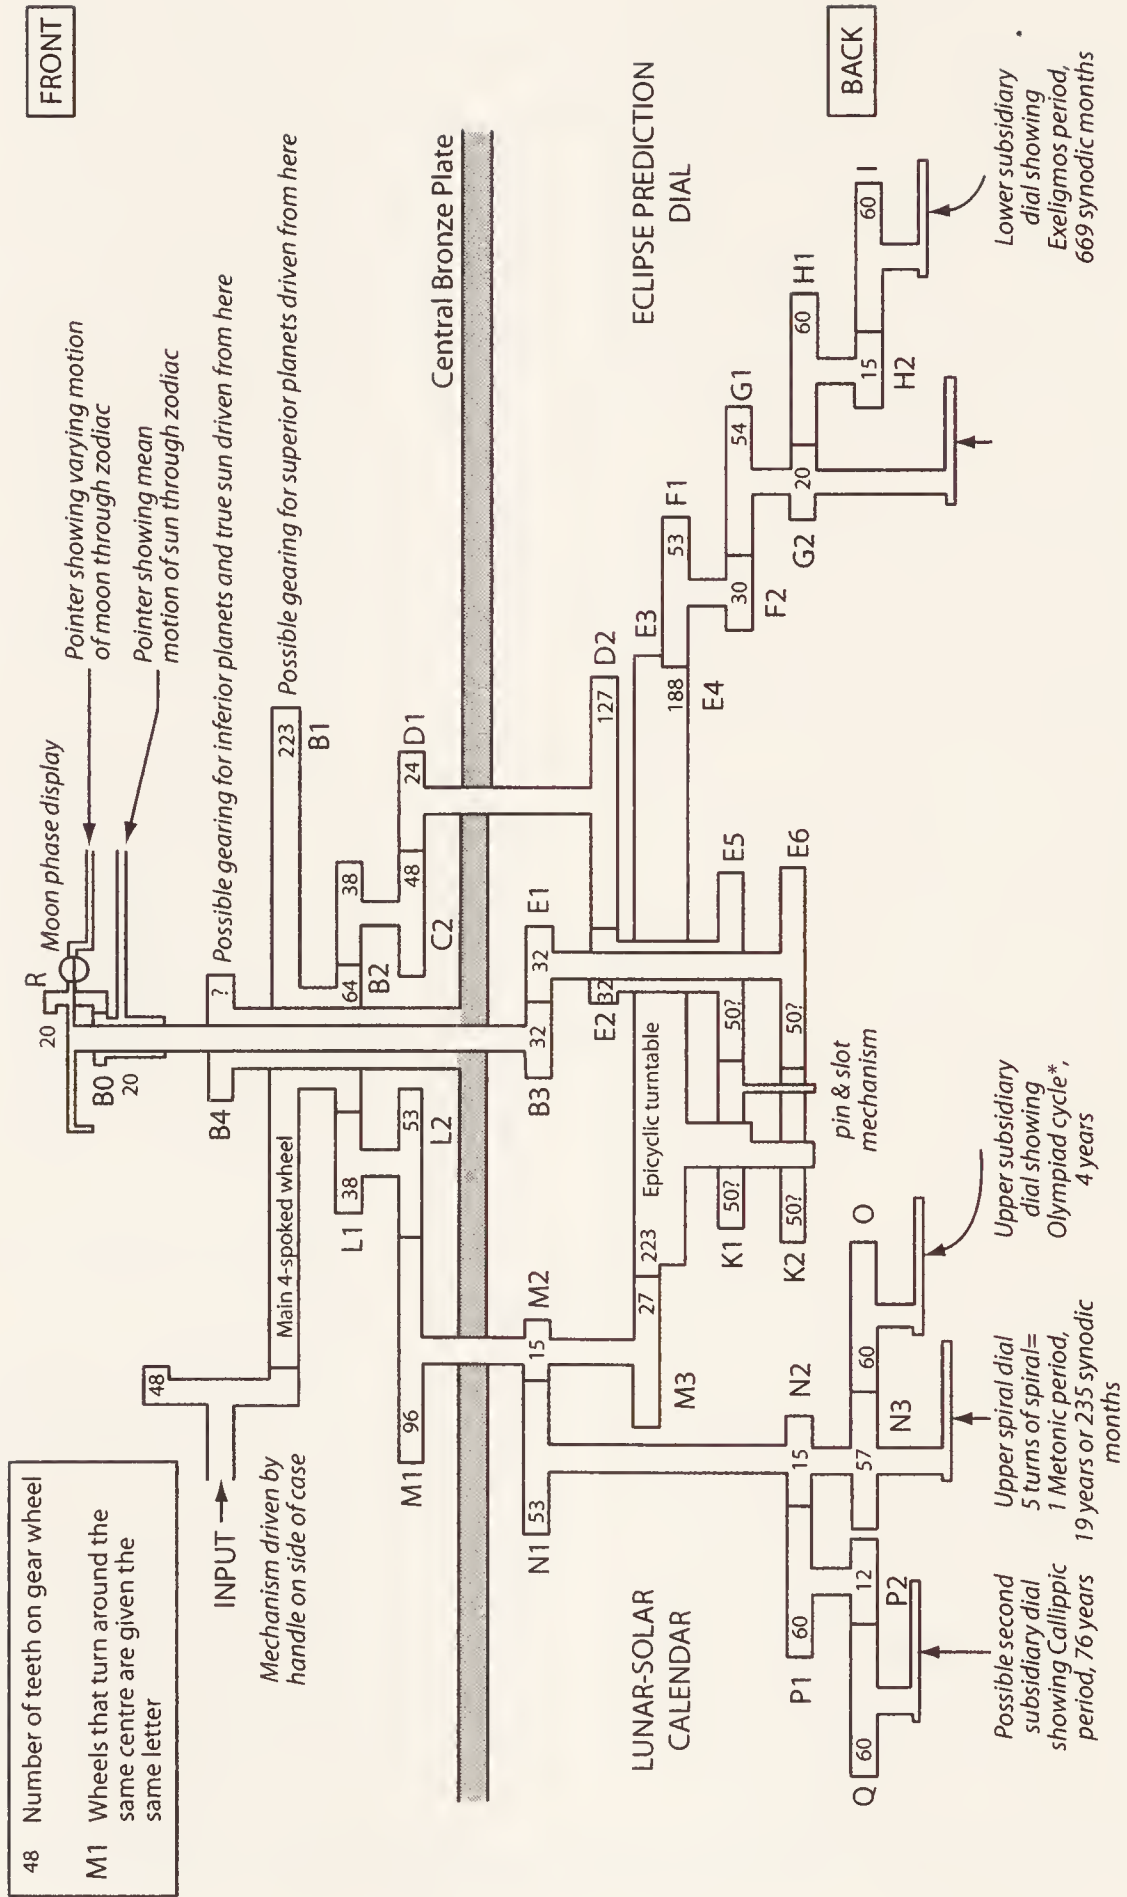 48 Number of teeth on gear wheel
M1 Wheels that turn around the
same centre are given the
same letter
FRONT
R
20
Moon phase display
Pointer showing varying motion
of moon through zodiac
Pointer showing mean
motion of sun through zodiac
B0
20
INPUT
48
Mechanism driven by
handle on side of case
B4
?
Possible gearing for inferior planets and true sun driven from here
Main 4-spoked wheel
223
B1
Possible gearing for superior planets driven from here
L1
38
64
B2
38
M1
96
53
L2
48
C2
24
D1
Central Bronze Plate
N1
53
15
M2
B3
32
32
E1
LUNAR-SOLAR
CALENDAR
ECLIPSE PREDICTION
DIAL
E2
32
127
D2
M3
27
223
Epicyclic turntable
E3
188
E4
53
F1
K1
50?
50?
E5
30
F2
54
G1
K2
50?
50?
E6
pin & slot
mechanism
P1
60
15
N2
G2
20
60
H1
Q
60
12
P2
57
N3
60
O
15
H2
60
I
BACK
Possible second
subsidiary dial
showing Callippic
period, 76 years
Upper spiral dial
5 turns of spiral=
1 Metonic period,
19 years or 235 synodic
months
Upper subsidiary
dial showing
Olympiad cycle*,
4 years
Lower subsidiary
dial showing
Exeligmos period,
669 synodic months